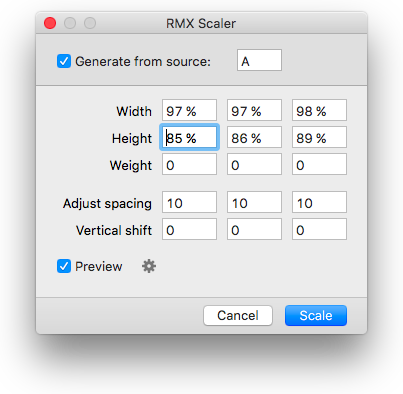 RMX Scaler
Generate from source: A
Width 97 % 97 % 98 %
Height 85 % 86 % 89 %
Weight 0 0 0
Adjust spacing 10 10 10
Vertical shift 0 0 0
Preview
Cancel Scale